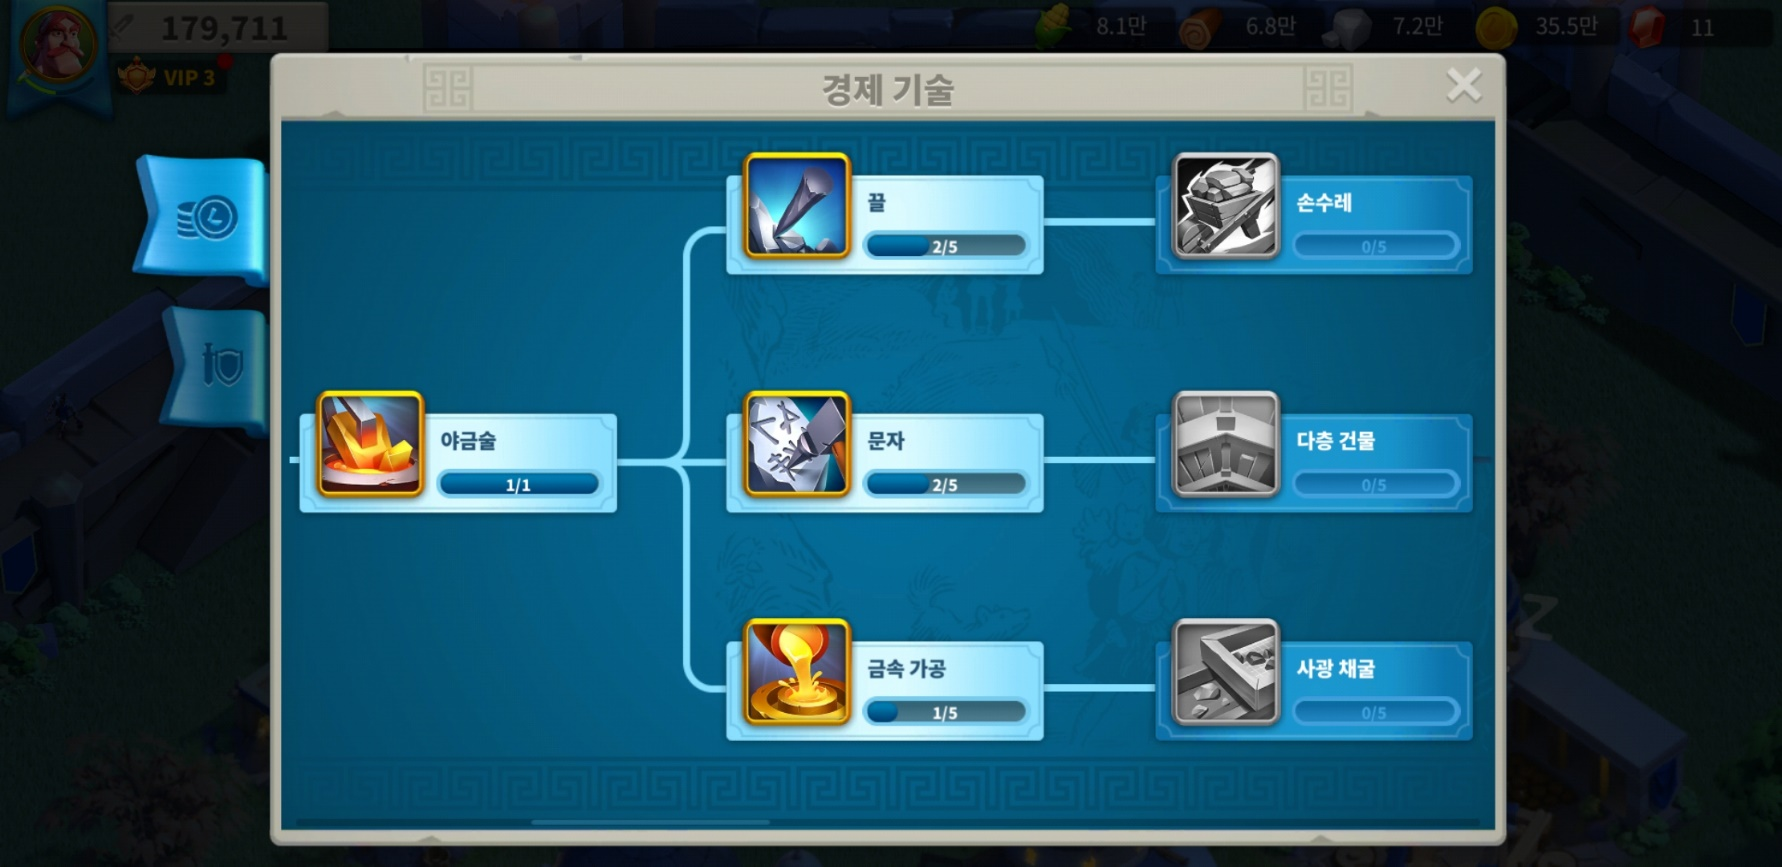 179,711
8.1만
6.8만
7.2만
35.5만
11
VIP 3
경제 기술
끌
2/5
손수레
0/5
야금술
1/1
문자
2/5
다층 건물
0/5
금속 가공
1/5
사광 채굴
0/5
Z